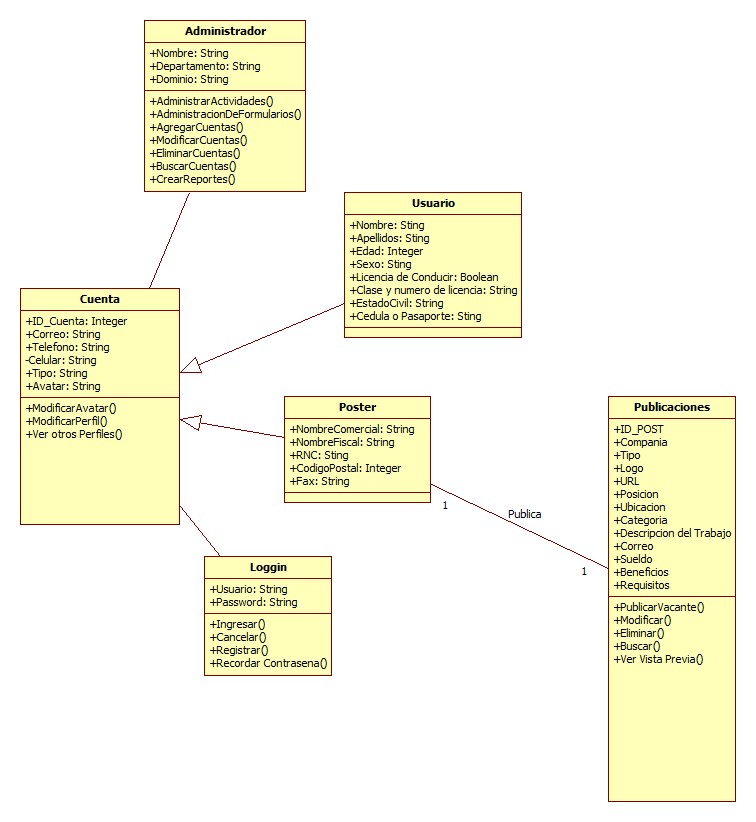 Administrador
+Nombre: String
+Departamento: String
+Dominio: String
+AdministrarActividades()
+AdministracionDeFormularios()
+AgregarCuentas()
+ModificarCuentas()
+EliminarCuentas()
+BuscarCuentas()
+CrearReportes()
Usuario
+Nombre: Sting
+Apellidos: Sting
+Edad: Integer
+Sexo: Sting
+Licencia de Conducir: Boolean
+Clase y numero de licencia: String
+EstadoCivil: String
+Cedula o Pasaporte: Sting
Cuenta
+ID_Cuenta: Integer
+Correo: String
+Telefono: String
-Celular: String
+Tipo: String
+Avatar: String
+ModificarAvatar()
+ModificarPerfil()
+Ver otros Perfiles()
Poster
+NombreComercial: String
+NombreFiscal: String
+RNC: Sting
+CodigoPostal: Integer
+Fax: String
1
Publica
1
Publicaciones
+ID_POST
+Compania
+Tipo
+Logo
+URL
+Posicion
+Ubicacion
+Categoria
+Descripcion del Trabajo
+Correo
+Sueldo
+Beneficios
+Requisitos
+PublicarVacante()
+Modificar()
+Eliminar()
+Buscar()
+Ver Vista Previa()
Loggin
+Usuario: String
+Password: String
+Ingresar()
+Cancelar()
+Registrar()
+Recordar Contrasena()